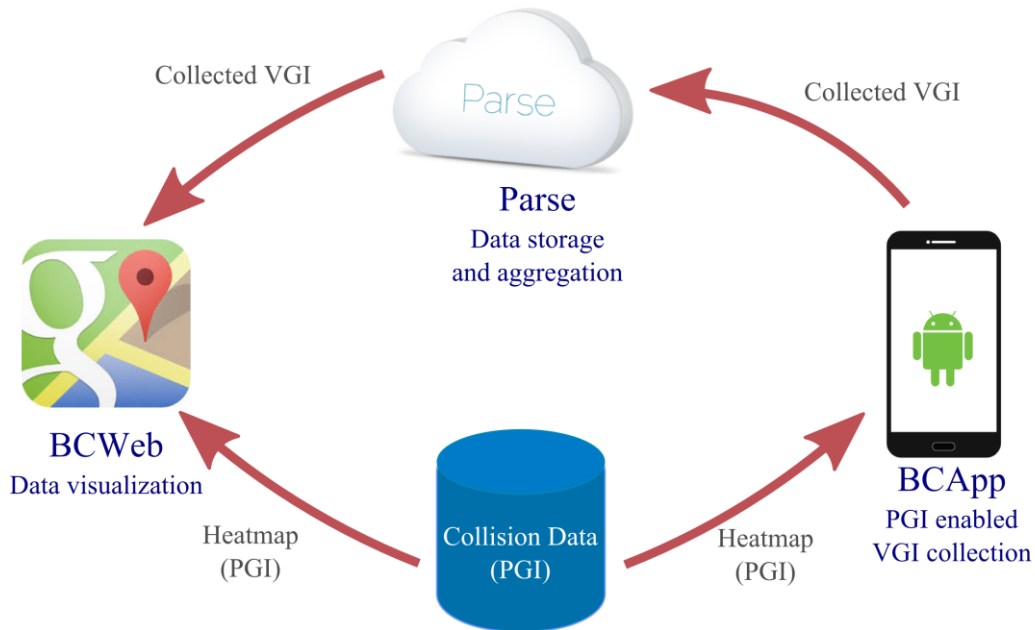 Collected VGI
Parse
Collected VGI
Parse
Data storage
and aggregation
g
BCWeb
Data visualization
Heatmap
(PGI)
Collision Data
(PGI)
Heatmap
(PGI)
BCApp
PGI enabled
VGI collection